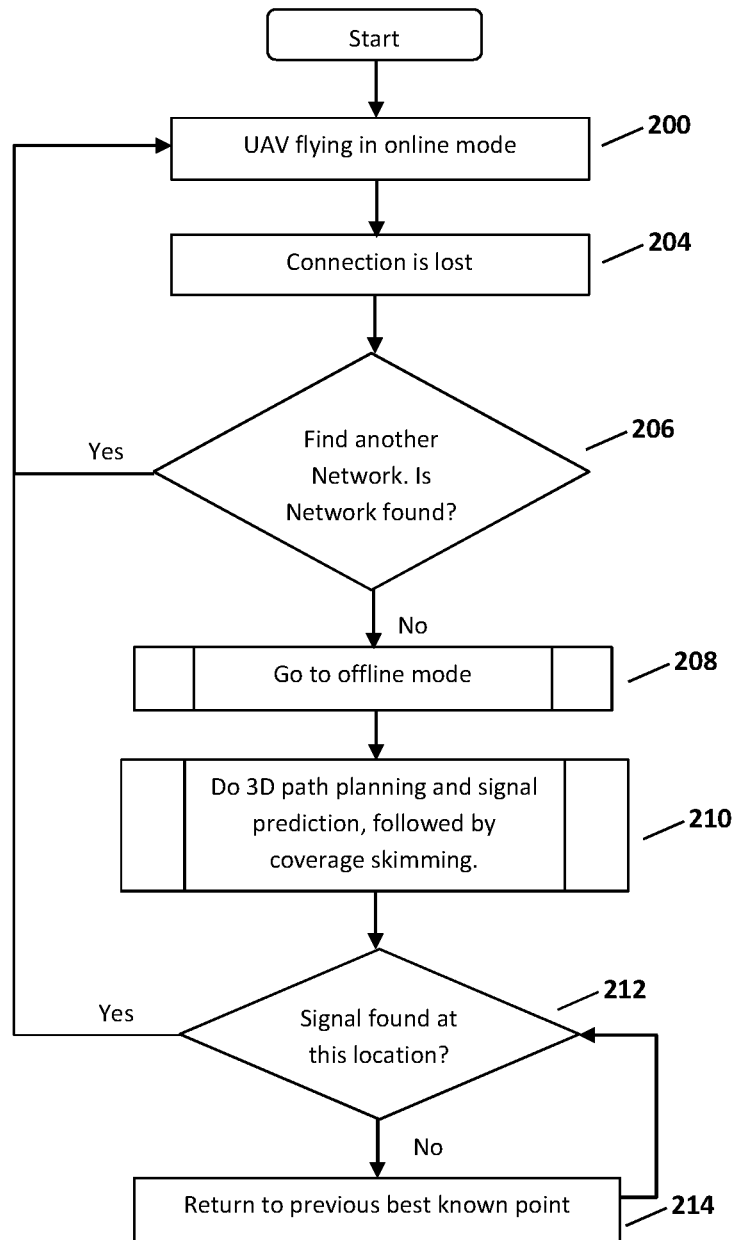 Start
UAV flying in online mode
200
Connection is lost
204
Find another
Network. Is
Network found?
206
Yes
No
Go to offline mode
208
Do 3D path planning and signal
prediction, followed by
coverage skimming.
210
Signal found at
this location?
212
Yes
No
Return to previous best known point
214